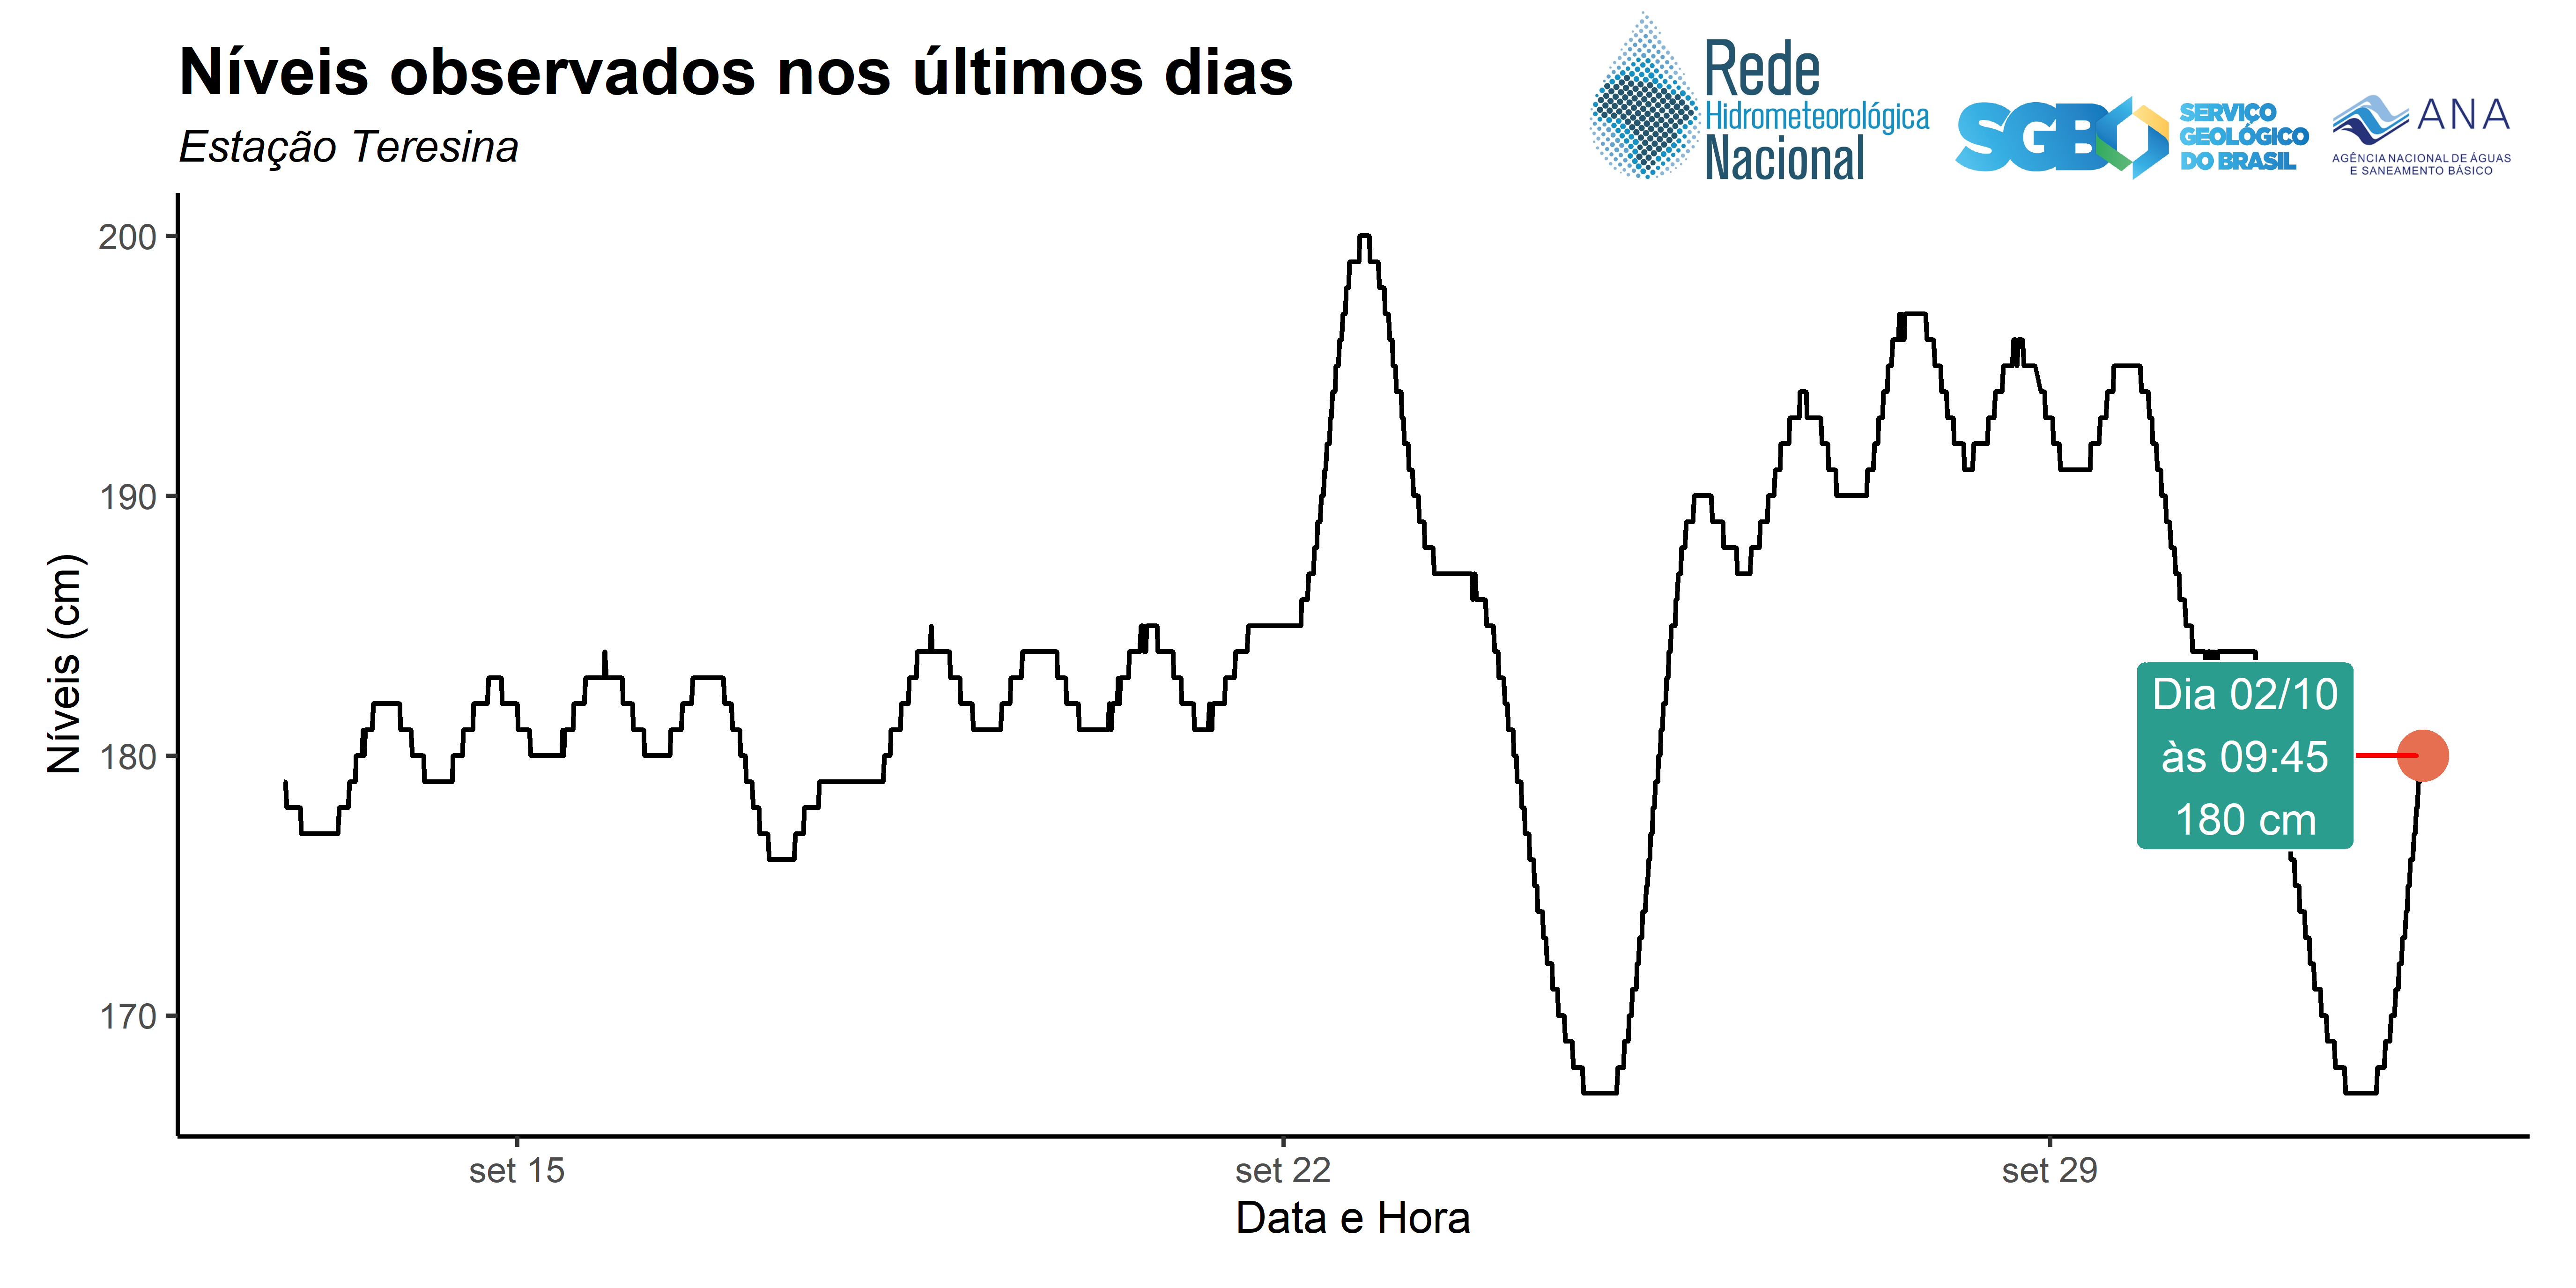 Níveis observados nos últimos dias
Estação Teresina
Rede
Hidrometeorológica
Nacional
SGB
SERVIÇO
GEOLÓGICO
DO BRASIL
ANA
AGÊNCIA NACIONAL DE ÁGUAS
E SANEAMENTO BÁSICO
Níveis (cm)
200
190
180
170
Dia 02/10
às 09:45
180 cm
set 15
set 22
set 29
Data e Hora